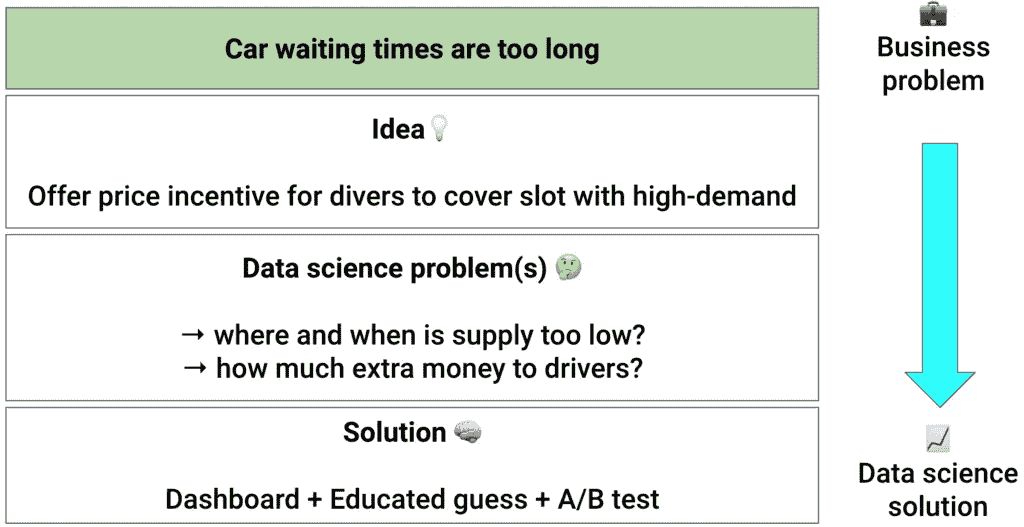 Car waiting times are too long
Idea💡
Offer price incentive for divers to cover slot with high-demand
Data science problem(s) 🤔
→ where and when is supply too low?
→ how much extra money to drivers?
Solution 🧠
Dashboard + Educated guess + A/B test
💼
Business
problem
📈
Data science
solution